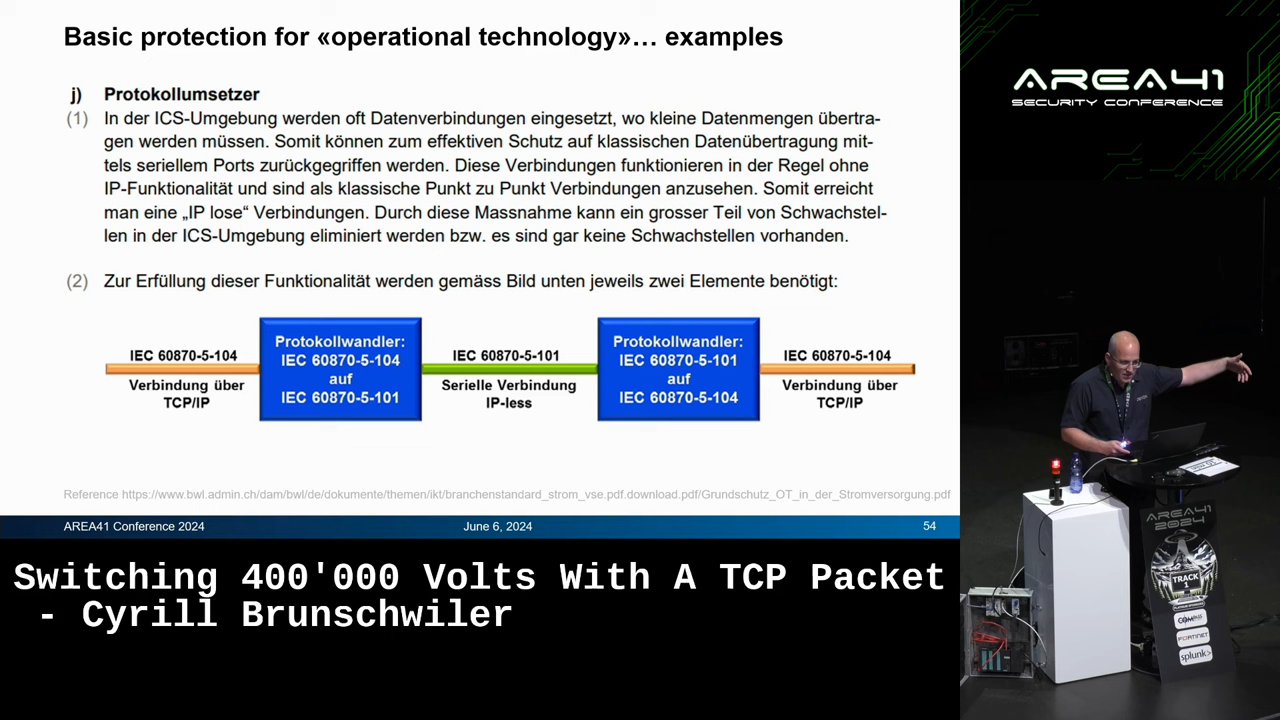 Basic protection for «operational technology»… examples
j) Protokollumsetzer
(1) In der ICS-Umgebung werden oft Datenverbindungen eingesetzt, wo kleine Datenmengen übertra-
gen werden müssen. Somit können zum effektiven Schutz auf klassischen Datenübertragung mit-
tels seriellem Ports zurückgegriffen werden. Diese Verbindungen funktionieren in der Regel ohne
IP-Funktionalität und sind als klassische Punkt zu Punkt Verbindungen anzusehen. Somit erreicht
man eine „IP lose“ Verbindungen. Durch diese Massnahme kann ein grosser Teil von Schwachstel-
len in der ICS-Umgebung eliminiert werden bzw. es sind gar keine Schwachstellen vorhanden.
(2) Zur Erfüllung dieser Funktionalität werden gemäss Bild unten jeweils zwei Elemente benötigt:
IEC 60870-5-104
Verbindung über
TCP/IP
Protokollwandler:
IEC 60870-5-104
auf
IEC 60870-5-101
IEC 60870-5-101
Serielle Verbindung
IP-less
Protokollwandler:
IEC 60870-5-101
auf
IEC 60870-5-104
IEC 60870-5-104
Verbindung über
TCP/IP
Reference https://www.bwl.admin.ch/dam/bwl/de/dokumente/themen/ikt/branchenstandard_strom_vse.pdf.download.pdf/Grundschutz_OT_in_der_Stromversorgung.pdf
AREA41 Conference 2024 June 6, 2024 54
Switching 400'000 Volts With A TCP Packet
- Cyrill Brunschwiler
AREA41
SECURITY CONFERENCE
AREA41
2024
TRACK
1
COMPASS
FORTINET
splunk>